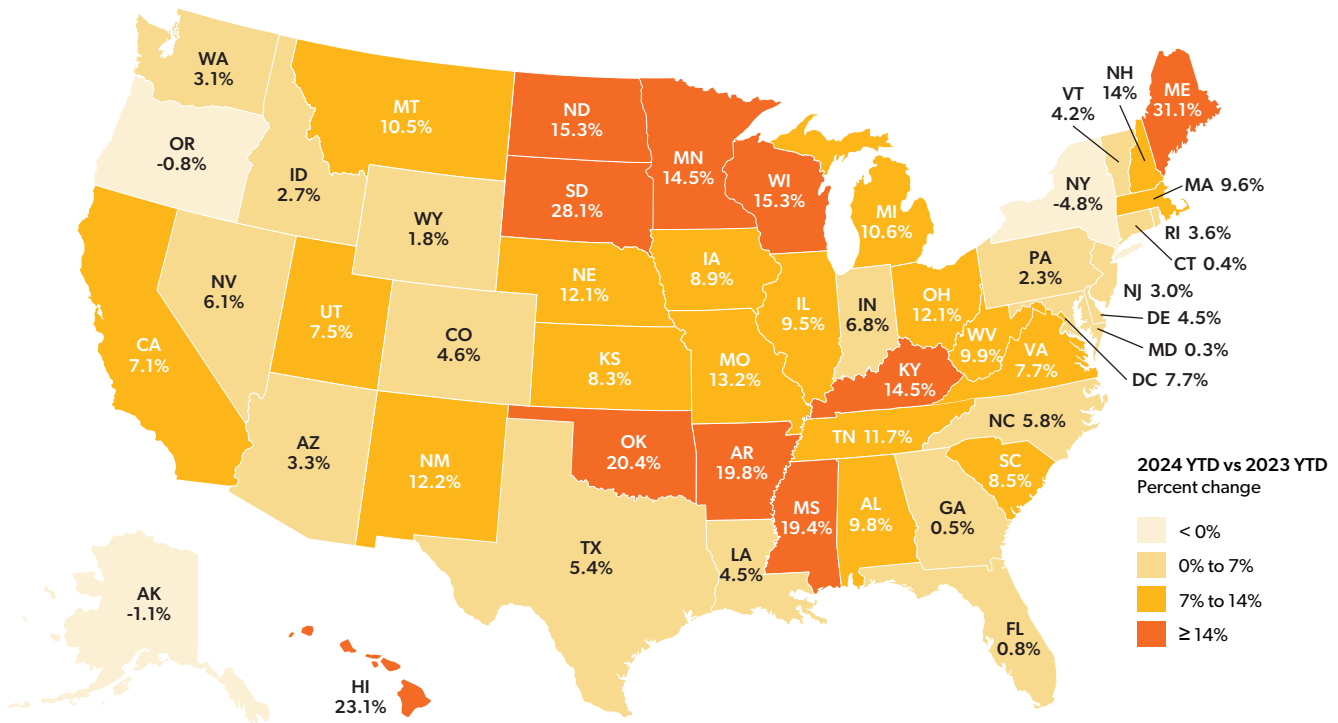 WA
3.1%
OR
-0.8%
ID
2.7%
MT
10.5%
WY
1.8%
NV
6.1%
UT
7.5%
CA
7.1%
CO
4.6%
AZ
3.3%
NM
12.2%
ND
15.3%
SD
28.1%
NE
12.1%
KS
8.3%
OK
20.4%
TX
5.4%
MN
14.5%
IA
8.9%
MO
13.2%
AR
19.8%
LA
4.5%
WI
15.3%
IL
9.5%
MI
10.6%
IN
6.8%
OH
12.1%
KY
14.5%
TN 11.7%
MS
19.4%
AL
9.8%
GA
0.5%
FL
0.8%
SC
8.5%
NC 5.8%
WV
9.9%
VA
7.7%
PA
2.3%
NY
-4.8%
VT
4.2%
NH
14%
ME
31.1%
MA 9.6%
RI 3.6%
CT 0.4%
NJ 3.0%
DE 4.5%
MD 0.3%
DC 7.7%
AK
-1.1%
HI
23.1%
2024 YTD vs 2023 YTD
Percent change
< 0%
0% to 7%
7% to 14%
≥ 14%